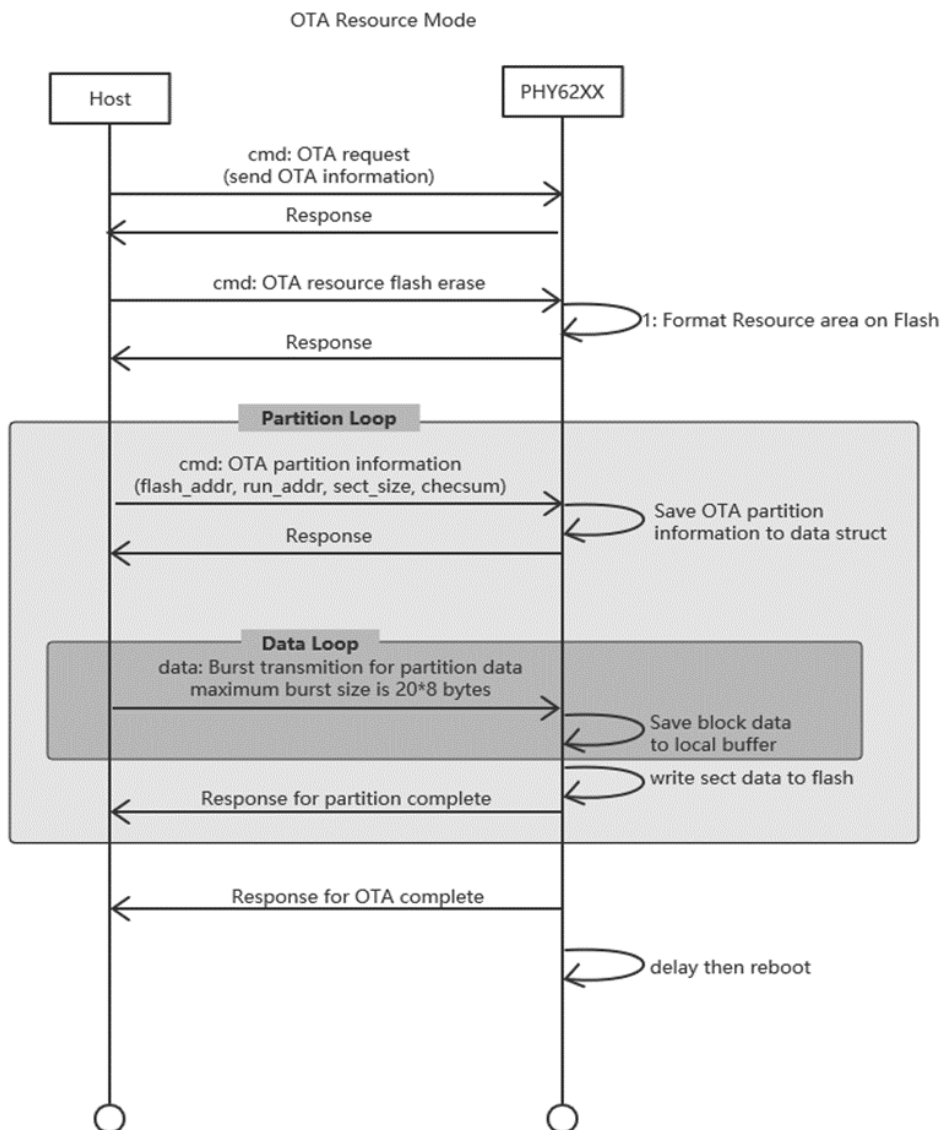 OTA Resource Mode
Host
PHY62XX
cmd: OTA request
(send OTA information)
Response
cmd: OTA resource flash erase
1: Format Resource area on Flash
Response
Partition Loop
cmd: OTA partition information
(flash_addr, run_addr, sect_size, checsum)
Save OTA partition
information to data struct
Response
Data Loop
data: Burst transmition for partition data
maximum burst size is 20*8 bytes
Save block data
to local buffer
write sect data to flash
Response for partition complete
Response for OTA complete
delay then reboot